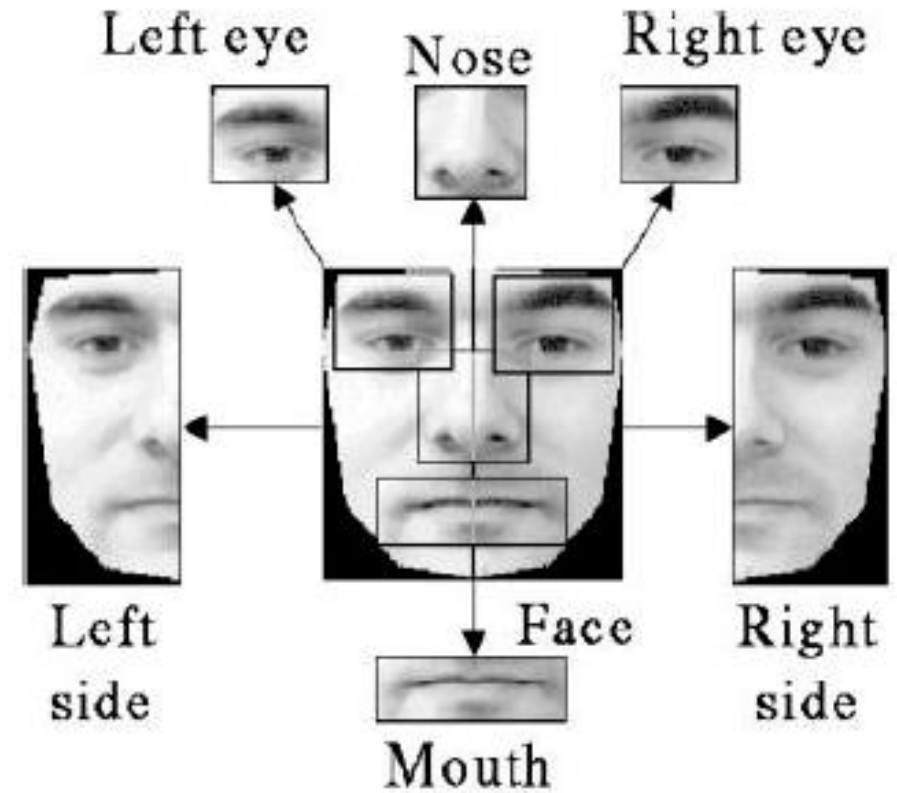 Left eye
Nose
Right eye
Left
side
Face
Right
side
Mouth